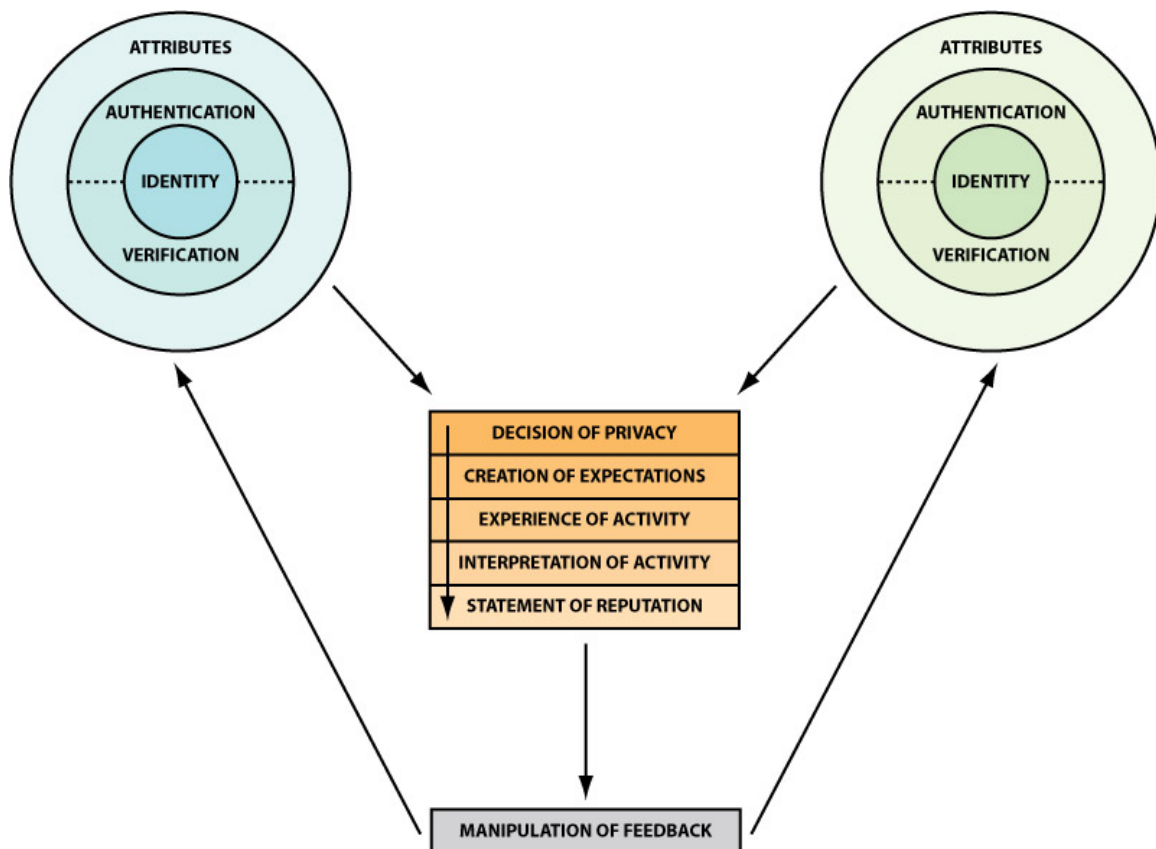 ATTRIBUTES
AUTHENTICATION
IDENTITY
VERIFICATION
ATTRIBUTES
AUTHENTICATION
IDENTITY
VERIFICATION
DECISION OF PRIVACY
CREATION OF EXPECTATIONS
EXPERIENCE OF ACTIVITY
INTERPRETATION OF ACTIVITY
STATEMENT OF REPUTATION
MANIPULATION OF FEEDBACK